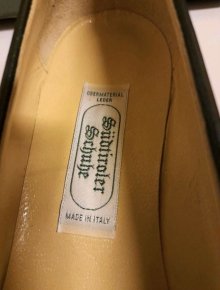 OBERMATERIAL
LEDER
Südtiroler
Schuhe
MADE IN ITALY